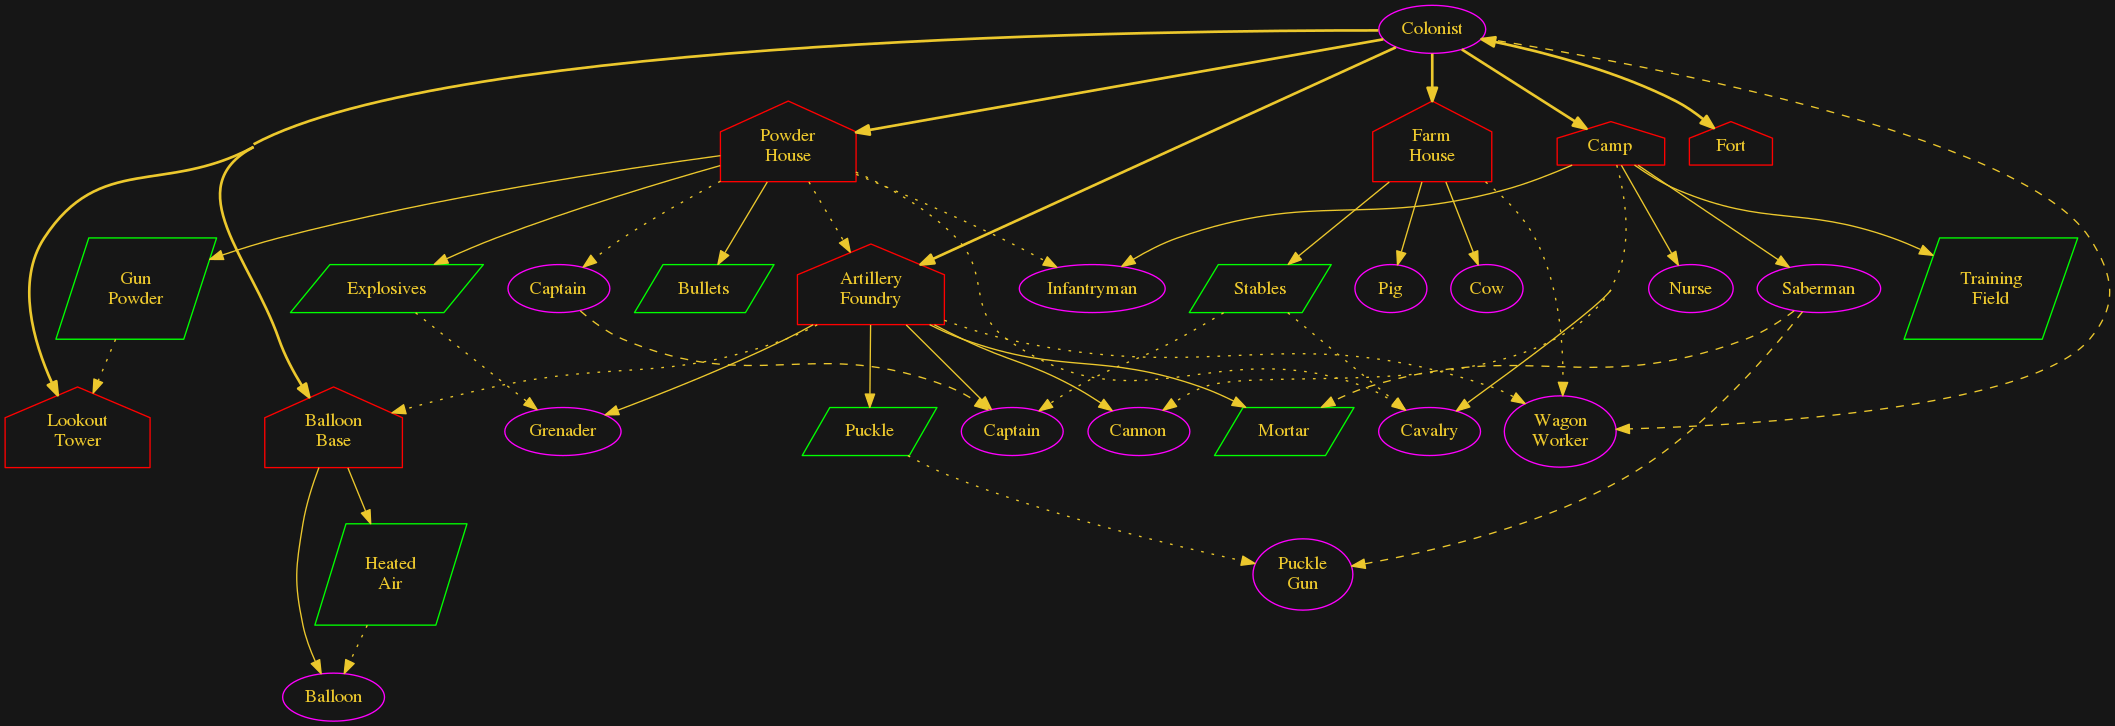 Colonist
Powder
House
Farm
House
Camp
Fort
Gun
Powder
Explosives
Captain
Bullets
Artillery
Foundry
Infantryman
Stables
Pig
Cow
Nurse
Saberman
Training
Field
Lookout
Tower
Balloon
Base
Grenader
Puckle
Captain
Cannon
Mortar
Cavalry
Wagon
Worker
Heated
Air
Puckle
Gun
Balloon